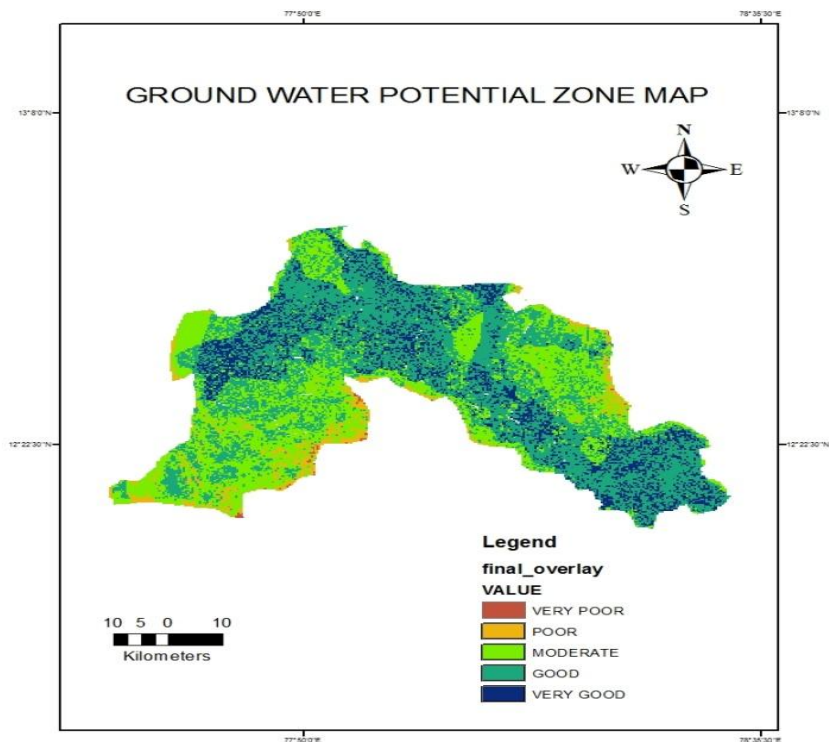 77°50'0"E 78°35'30"E
GROUND WATER POTENTIAL ZONE MAP
13°8'0"N 13°8'0"N
N
W E
S
12°22'30"N 12°22'30"N
Legend
final_overlay
VALUE
VERY POOR
POOR
MODERATE
GOOD
VERY GOOD
10 5 0 10
Kilometers
77°50'0"E 78°35'30"E